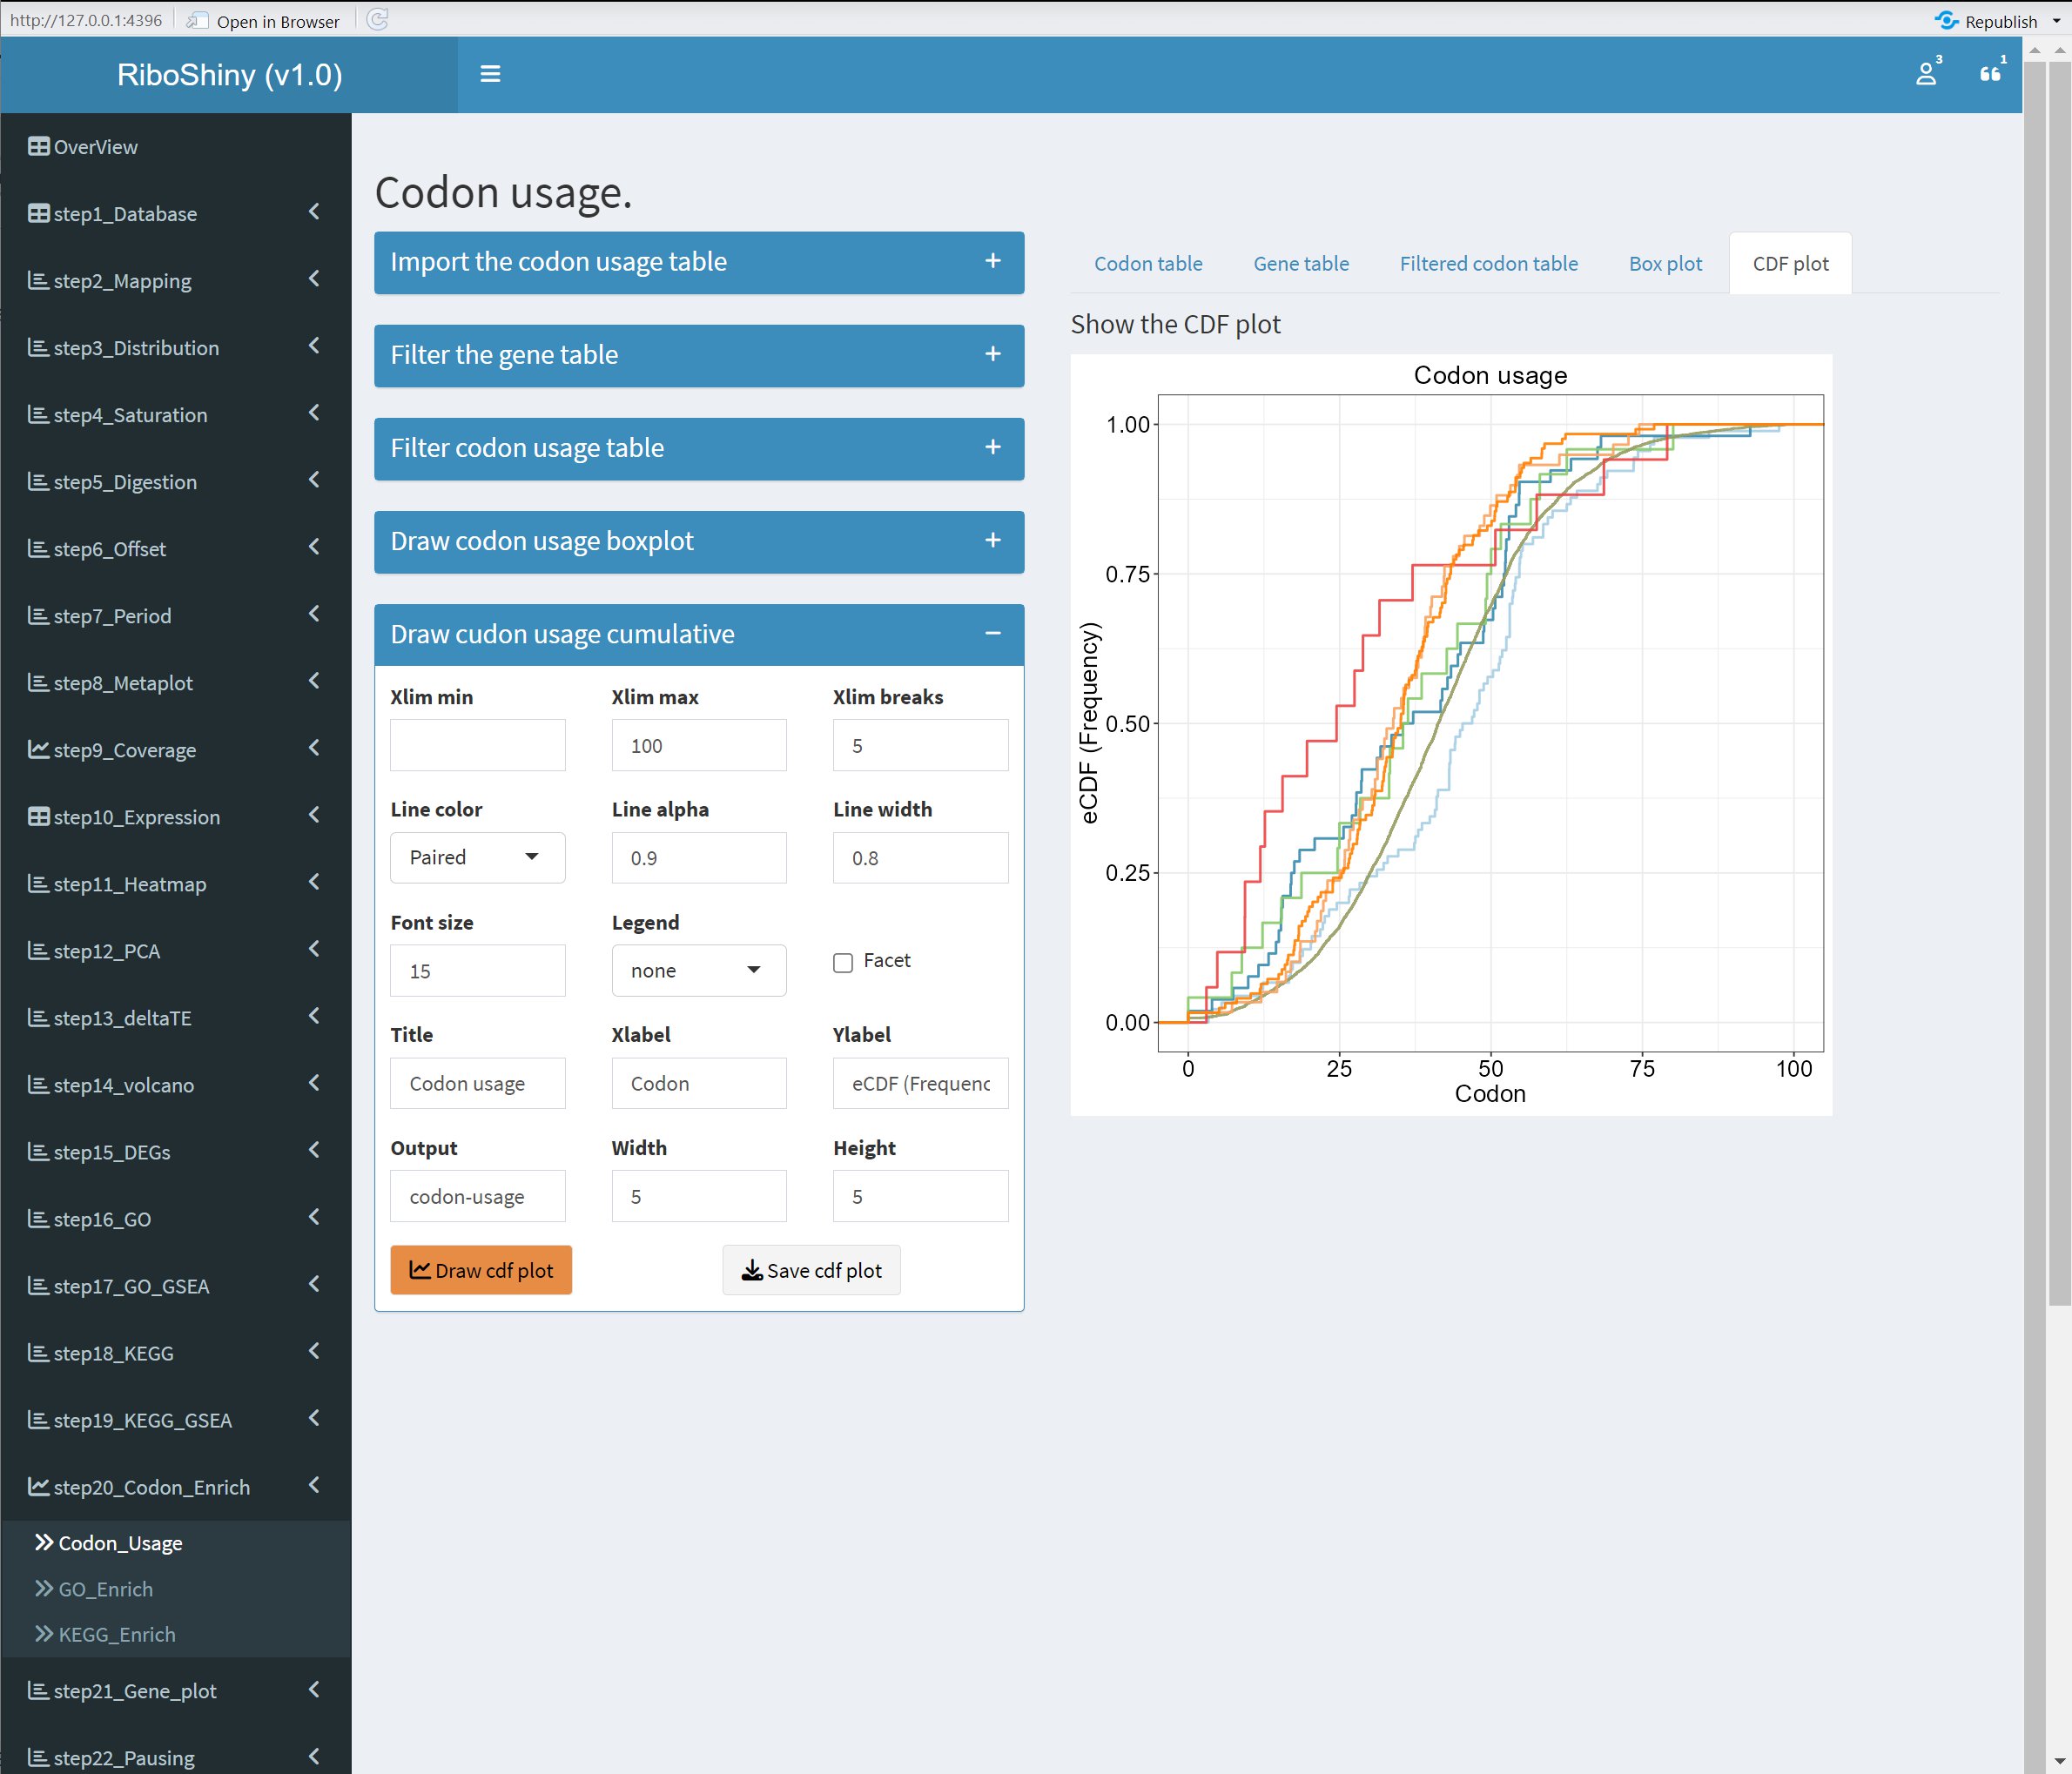 http://127.0.0.1:4396 Open in Browser Republish
RiboShiny (v1.0) 3 1
OverView
step1_Database
step2_Mapping
step3_Distribution
step4_Saturation
step5_Digestion
step6_Offset
step7_Period
step8_Metaplot
step9_Coverage
step10_Expression
step11_Heatmap
step12_PCA
step13_deltaTE
step14_volcano
step15_DEGs
step16_GO
step17_GO_GSEA
step18_KEGG
step19_KEGG_GSEA
step20_Codon_Enrich
Codon_Usage
GO_Enrich
KEGG_Enrich
step21_Gene_plot
step22_Pausing
Codon usage.
Import the codon usage table +
Filter the gene table +
Filter codon usage table +
Draw codon usage boxplot +
Draw cudon usage cumulative −
Xlim min Xlim max Xlim breaks
100 5
Line color Line alpha Line width
Paired 0.9 0.8
Font size Legend
15 none Facet
Title Xlabel Ylabel
Codon usage Codon eCDF (Frequenc
Output Width Height
codon-usage 5 5
Draw cdf plot Save cdf plot
Codon table Gene table Filtered codon table Box plot CDF plot
Show the CDF plot
Codon usage
eCDF (Frequency)
1.00
0.75
0.50
0.25
0.00
0 25 50 75 100
Codon